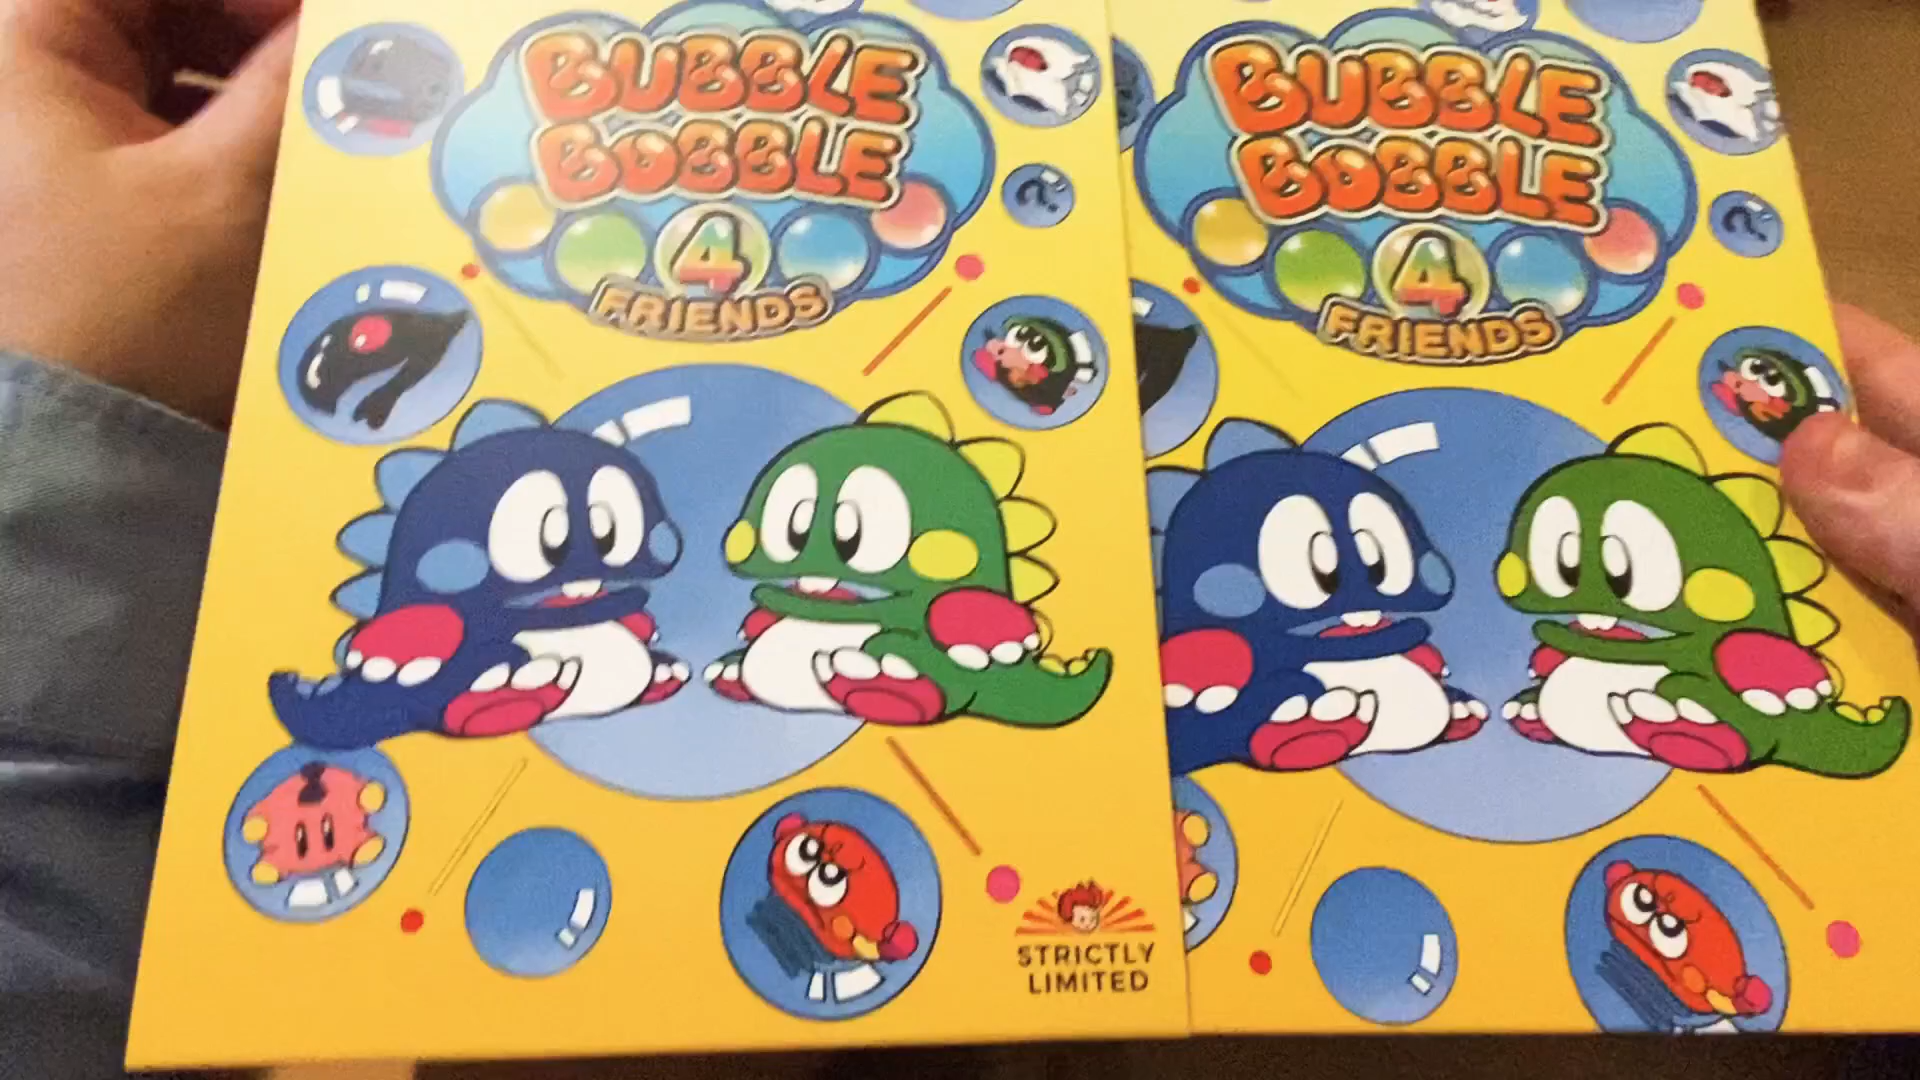 BUBBLE
BOBBLE
4
FRIENDS
STRICTLY
LIMITED
BUBBLE
BOBBLE
4
FRIENDS